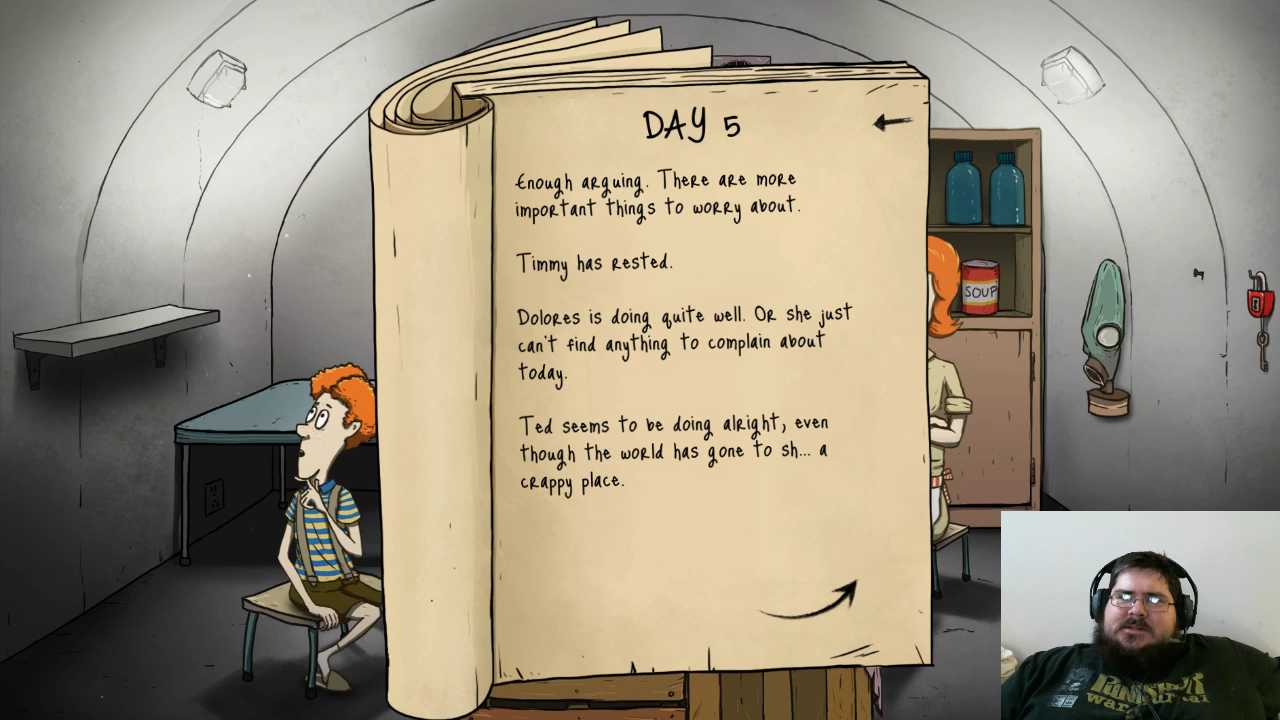 DAY 5
Enough arguing. There are more
important things to worry about.
Timmy has rested.
Dolores is doing quite well. Or she just
can't find anything to complain about
today.
Ted seems to be doing alright, even
though the world has gone to sh... a
crappy place.
SOUP
PUNISHER